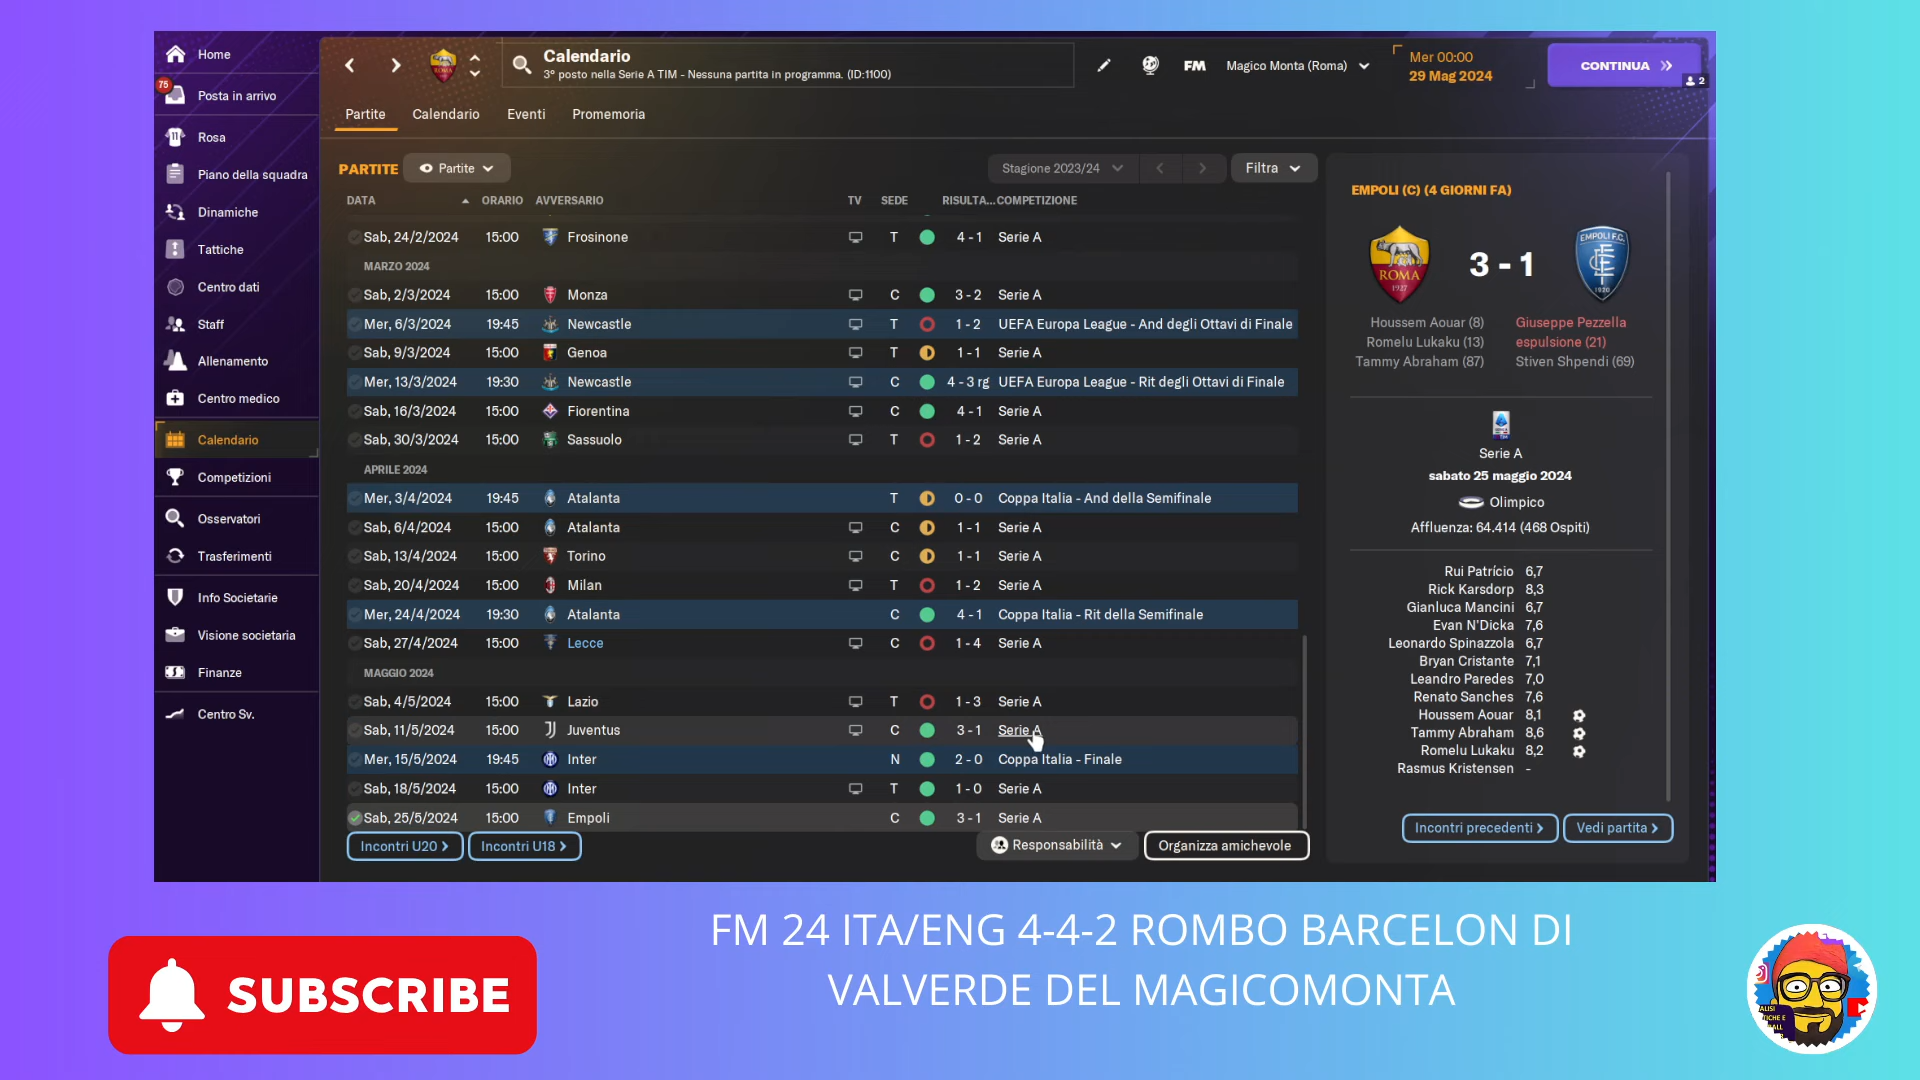 Home
75
Posta in arrivo
Rosa
Piano della squadra
Dinamiche
Tattiche
Centro dati
Staff
Allenamento
Centro medico
Calendario
Competizioni
Osservatori
Trasferimenti
Info Societarie
Visione societaria
Finanze
Centro Sv.
Calendario
3° posto nella Serie A TIM - Nessuna partita in programma. (ID:1100)
FM
Magico Monta (Roma)
Mer 00:00
29 Mag 2024
CONTINUA
2
Partite
Calendario
Eventi
Promemoria
PARTITE
Partite
Stagione 2023/24
Filtra
DATA ORARIO AVVERSARIO TV SEDE RISULTA... COMPETIZIONE
Sab, 24/2/2024 15:00 Frosinone T 4 - 1 Serie A
MARZO 2024
Sab, 2/3/2024 15:00 Monza C 3 - 2 Serie A
Mer, 6/3/2024 19:45 Newcastle T 1 - 2 UEFA Europa League - And degli Ottavi di Finale
Sab, 9/3/2024 15:00 Genoa T 1 - 1 Serie A
Mer, 13/3/2024 19:30 Newcastle C 4 - 3 rg UEFA Europa League - Rit degli Ottavi di Finale
Sab, 16/3/2024 15:00 Fiorentina C 4 - 1 Serie A
Sab, 30/3/2024 15:00 Sassuolo T 1 - 2 Serie A
APRILE 2024
Mer, 3/4/2024 19:45 Atalanta T 0 - 0 Coppa Italia - And della Semifinale
Sab, 6/4/2024 15:00 Atalanta C 1 - 1 Serie A
Sab, 13/4/2024 15:00 Torino C 1 - 1 Serie A
Sab, 20/4/2024 15:00 Milan T 1 - 2 Serie A
Mer, 24/4/2024 19:30 Atalanta C 4 - 1 Coppa Italia - Rit della Semifinale
Sab, 27/4/2024 15:00 Lecce C 1 - 4 Serie A
MAGGIO 2024
Sab, 4/5/2024 15:00 Lazio T 1 - 3 Serie A
Sab, 11/5/2024 15:00 Juventus C 3 - 1 Serie A
Mer, 15/5/2024 19:45 Inter N 2 - 0 Coppa Italia - Finale
Sab, 18/5/2024 15:00 Inter T 1 - 0 Serie A
Sab, 25/5/2024 15:00 Empoli C 3 - 1 Serie A
Incontri U20
Incontri U18
Responsabilità
Organizza amichevole
EMPOLI (C) (4 GIORNI FA)
ROMA
1927
3 - 1
EMPOLI F.C.
1920
Houssem Aouar (8)
Romelu Lukaku (13)
Tammy Abraham (87)
Giuseppe Pezzella
espulsione (21)
Stiven Shpendi (69)
Serie A
sabato 25 maggio 2024
Olimpico
Affluenza: 64.414 (468 Ospiti)
Rui Patrício 6,7
Rick Karsdorp 8,3
Gianluca Mancini 6,7
Evan N'Dicka 7,6
Leonardo Spinazzola 6,7
Bryan Cristante 7,1
Leandro Paredes 7,0
Renato Sanches 7,6
Houssem Aouar 8,1
Tammy Abraham 8,6
Romelu Lukaku 8,2
Rasmus Kristensen -
Incontri precedenti
Vedi partita
SUBSCRIBE
FM 24 ITA/ENG 4-4-2 ROMBO BARCELON DI
VALVERDE DEL MAGICOMONTA